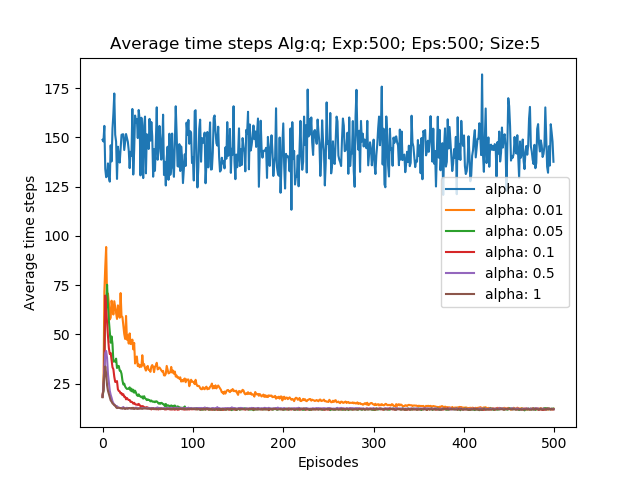 Average time steps Alg:q; Exp:500; Eps:500; Size:5
Average time steps
175
150
125
100
75
50
25
alpha: 0
alpha: 0.01
alpha: 0.05
alpha: 0.1
alpha: 0.5
alpha: 1
0 100 200 300 400 500
Episodes